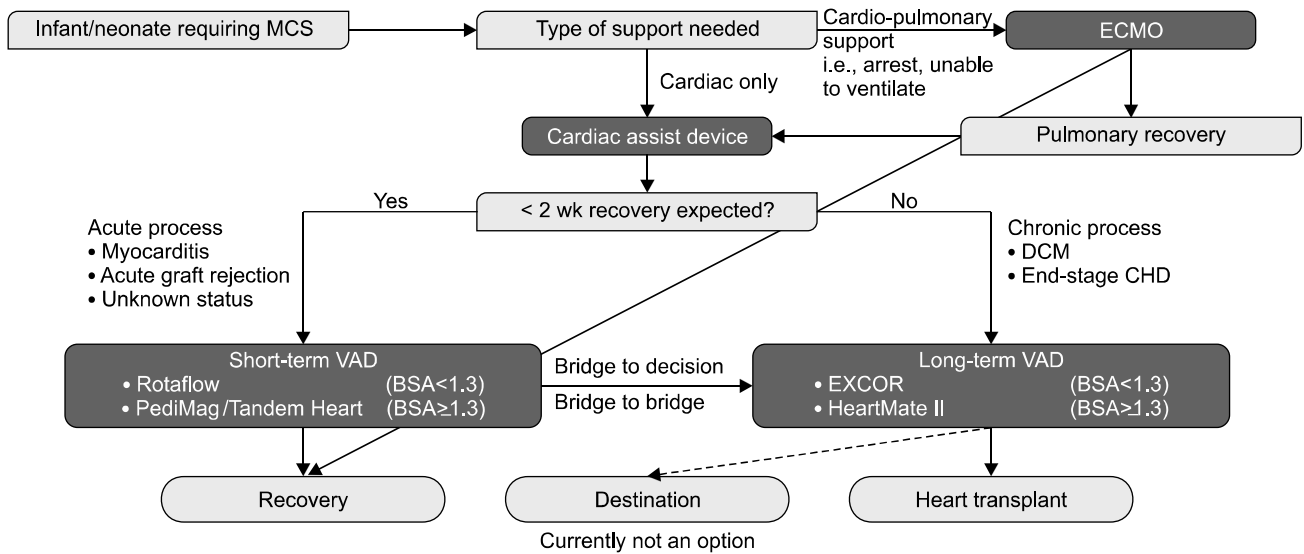 Infant/neonate requiring MCS
Type of support needed
Cardio-pulmonary
support
i.e., arrest, unable
to ventilate
ECMO
Cardiac only
Cardiac assist device
Pulmonary recovery
Yes
< 2 wk recovery expected?
No
Acute process
• Myocarditis
• Acute graft rejection
• Unknown status
Chronic process
• DCM
• End-stage CHD
Short-term VAD
• Rotaflow (BSA<1.3)
• PediMag/Tandem Heart (BSA≥1.3)
Bridge to decision
Bridge to bridge
Long-term VAD
• EXCOR (BSA<1.3)
• HeartMate II (BSA≥1.3)
Recovery
Destination
Heart transplant
Currently not an option